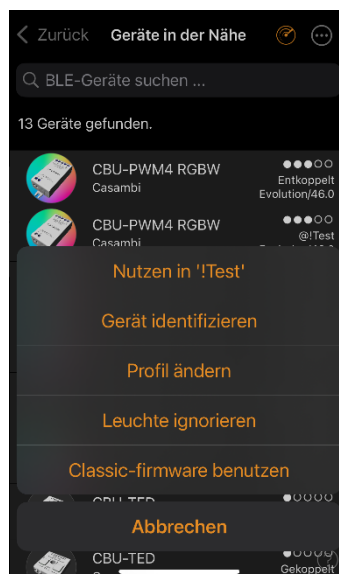 Zurück Geräte in der Nähe
BLE-Geräte suchen ...
13 Geräte gefunden.
CBU-PWM4 RGBW
Casambi
Entkoppelt
Evolution/46.0
CBU-PWM4 RGBW
Casambi
@!Test
Nutzen in '!Test'
Gerät identifizieren
Profil ändern
Leuchte ignorieren
Classic-firmware benutzen
CBU-TED
Abbrechen
CBU-TED
Gekoppelt